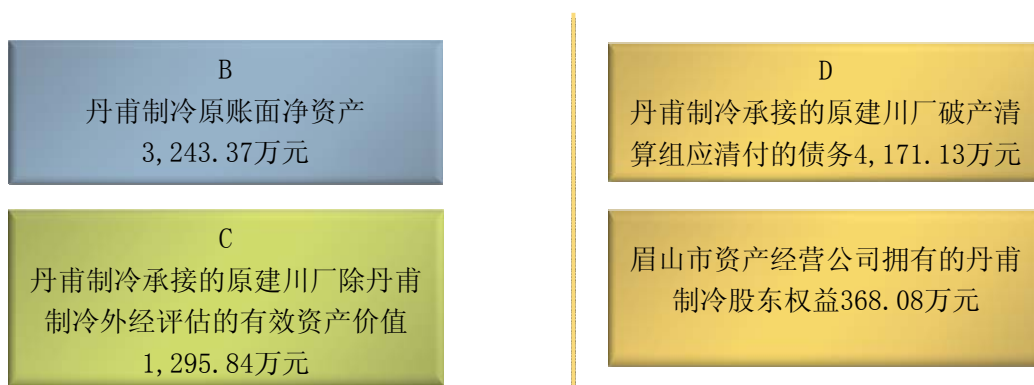 B
丹甫制冷原账面净资产
3,243.37万元
C
丹甫制冷承接的原建川厂除丹甫
制冷外经评估的有效资产价值
1,295.84万元
D
丹甫制冷承接的原建川厂破产清
算组应清付的债务4,171.13万元
眉山市资产经营公司拥有的丹甫
制冷股东权益368.08万元